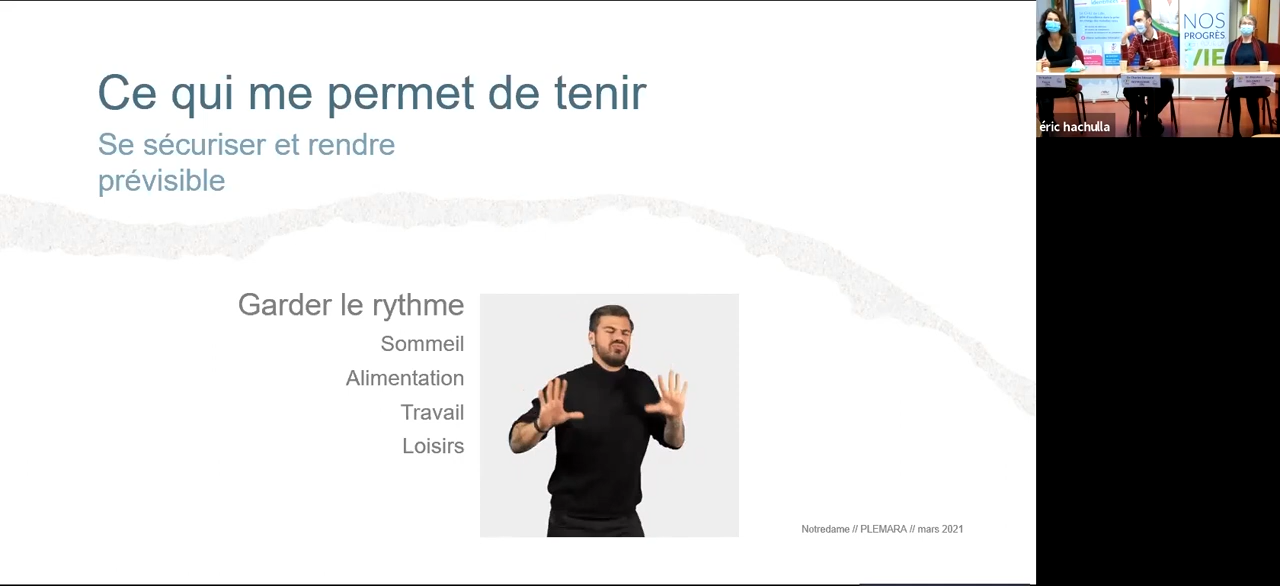 Ce qui me permet de tenir
Se sécuriser et rendre
prévisible
Garder le rythme
Sommeil
Alimentation
Travail
Loisirs
Notredame // PLEMARA // mars 2021
NOS
PROGRÈS
VIE
éric hachulla